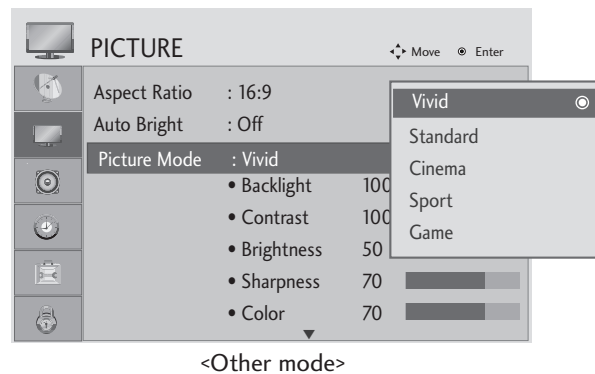 PICTURE
Move Enter
Aspect Ratio : 16:9
Auto Bright : Off
Picture Mode : Vivid
• Backlight 100
• Contrast 100
• Brightness 50
• Sharpness 70
• Color 70
Vivid
Standard
Cinema
Sport
Game
<Other mode>